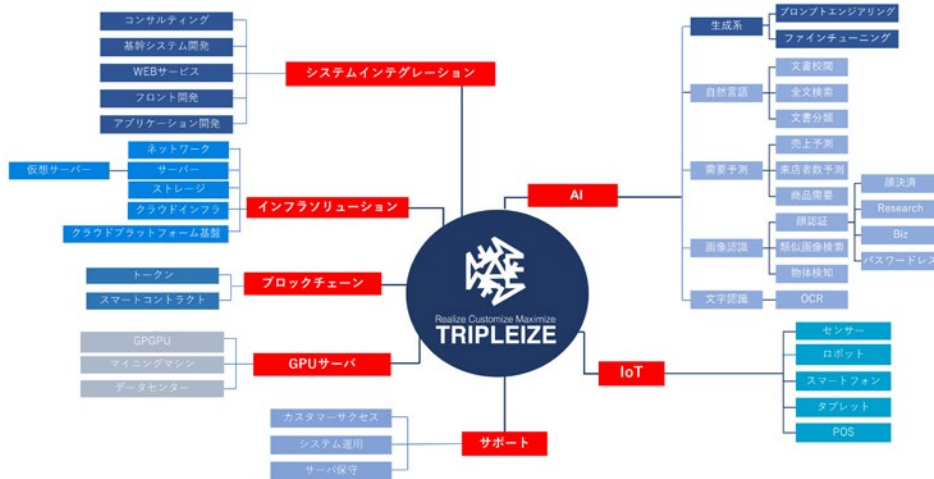 コンサルティング
基幹システム開発
WEBサービス
フロント開発
アプリケーション開発
システムインテグレーション
ネットワーク
仮想サーバー
サーバー
ストレージ
クラウドインフラ
クラウドプラットフォーム基盤
インフラソリューション
トークン
スマートコントラクト
ブロックチェーン
GPGPU
マイニングマシン
データセンター
GPUサーバ
カスタマーサクセス
システム運用
サーバ保守
サポート
Realize Customize Maximize
TRIPLEIZE
AI
生成系
プロンプトエンジアリング
ファインチューニング
自然言語
文書校閲
全文検索
文書分類
需要予測
売上予測
来店者数予測
商品需要
画像認識
顔認証
類似画像検索
物体検知
顔決済
Research
Biz
パスワードレス
文字認識
OCR
IoT
センサー
ロボット
スマートフォン
タブレット
POS